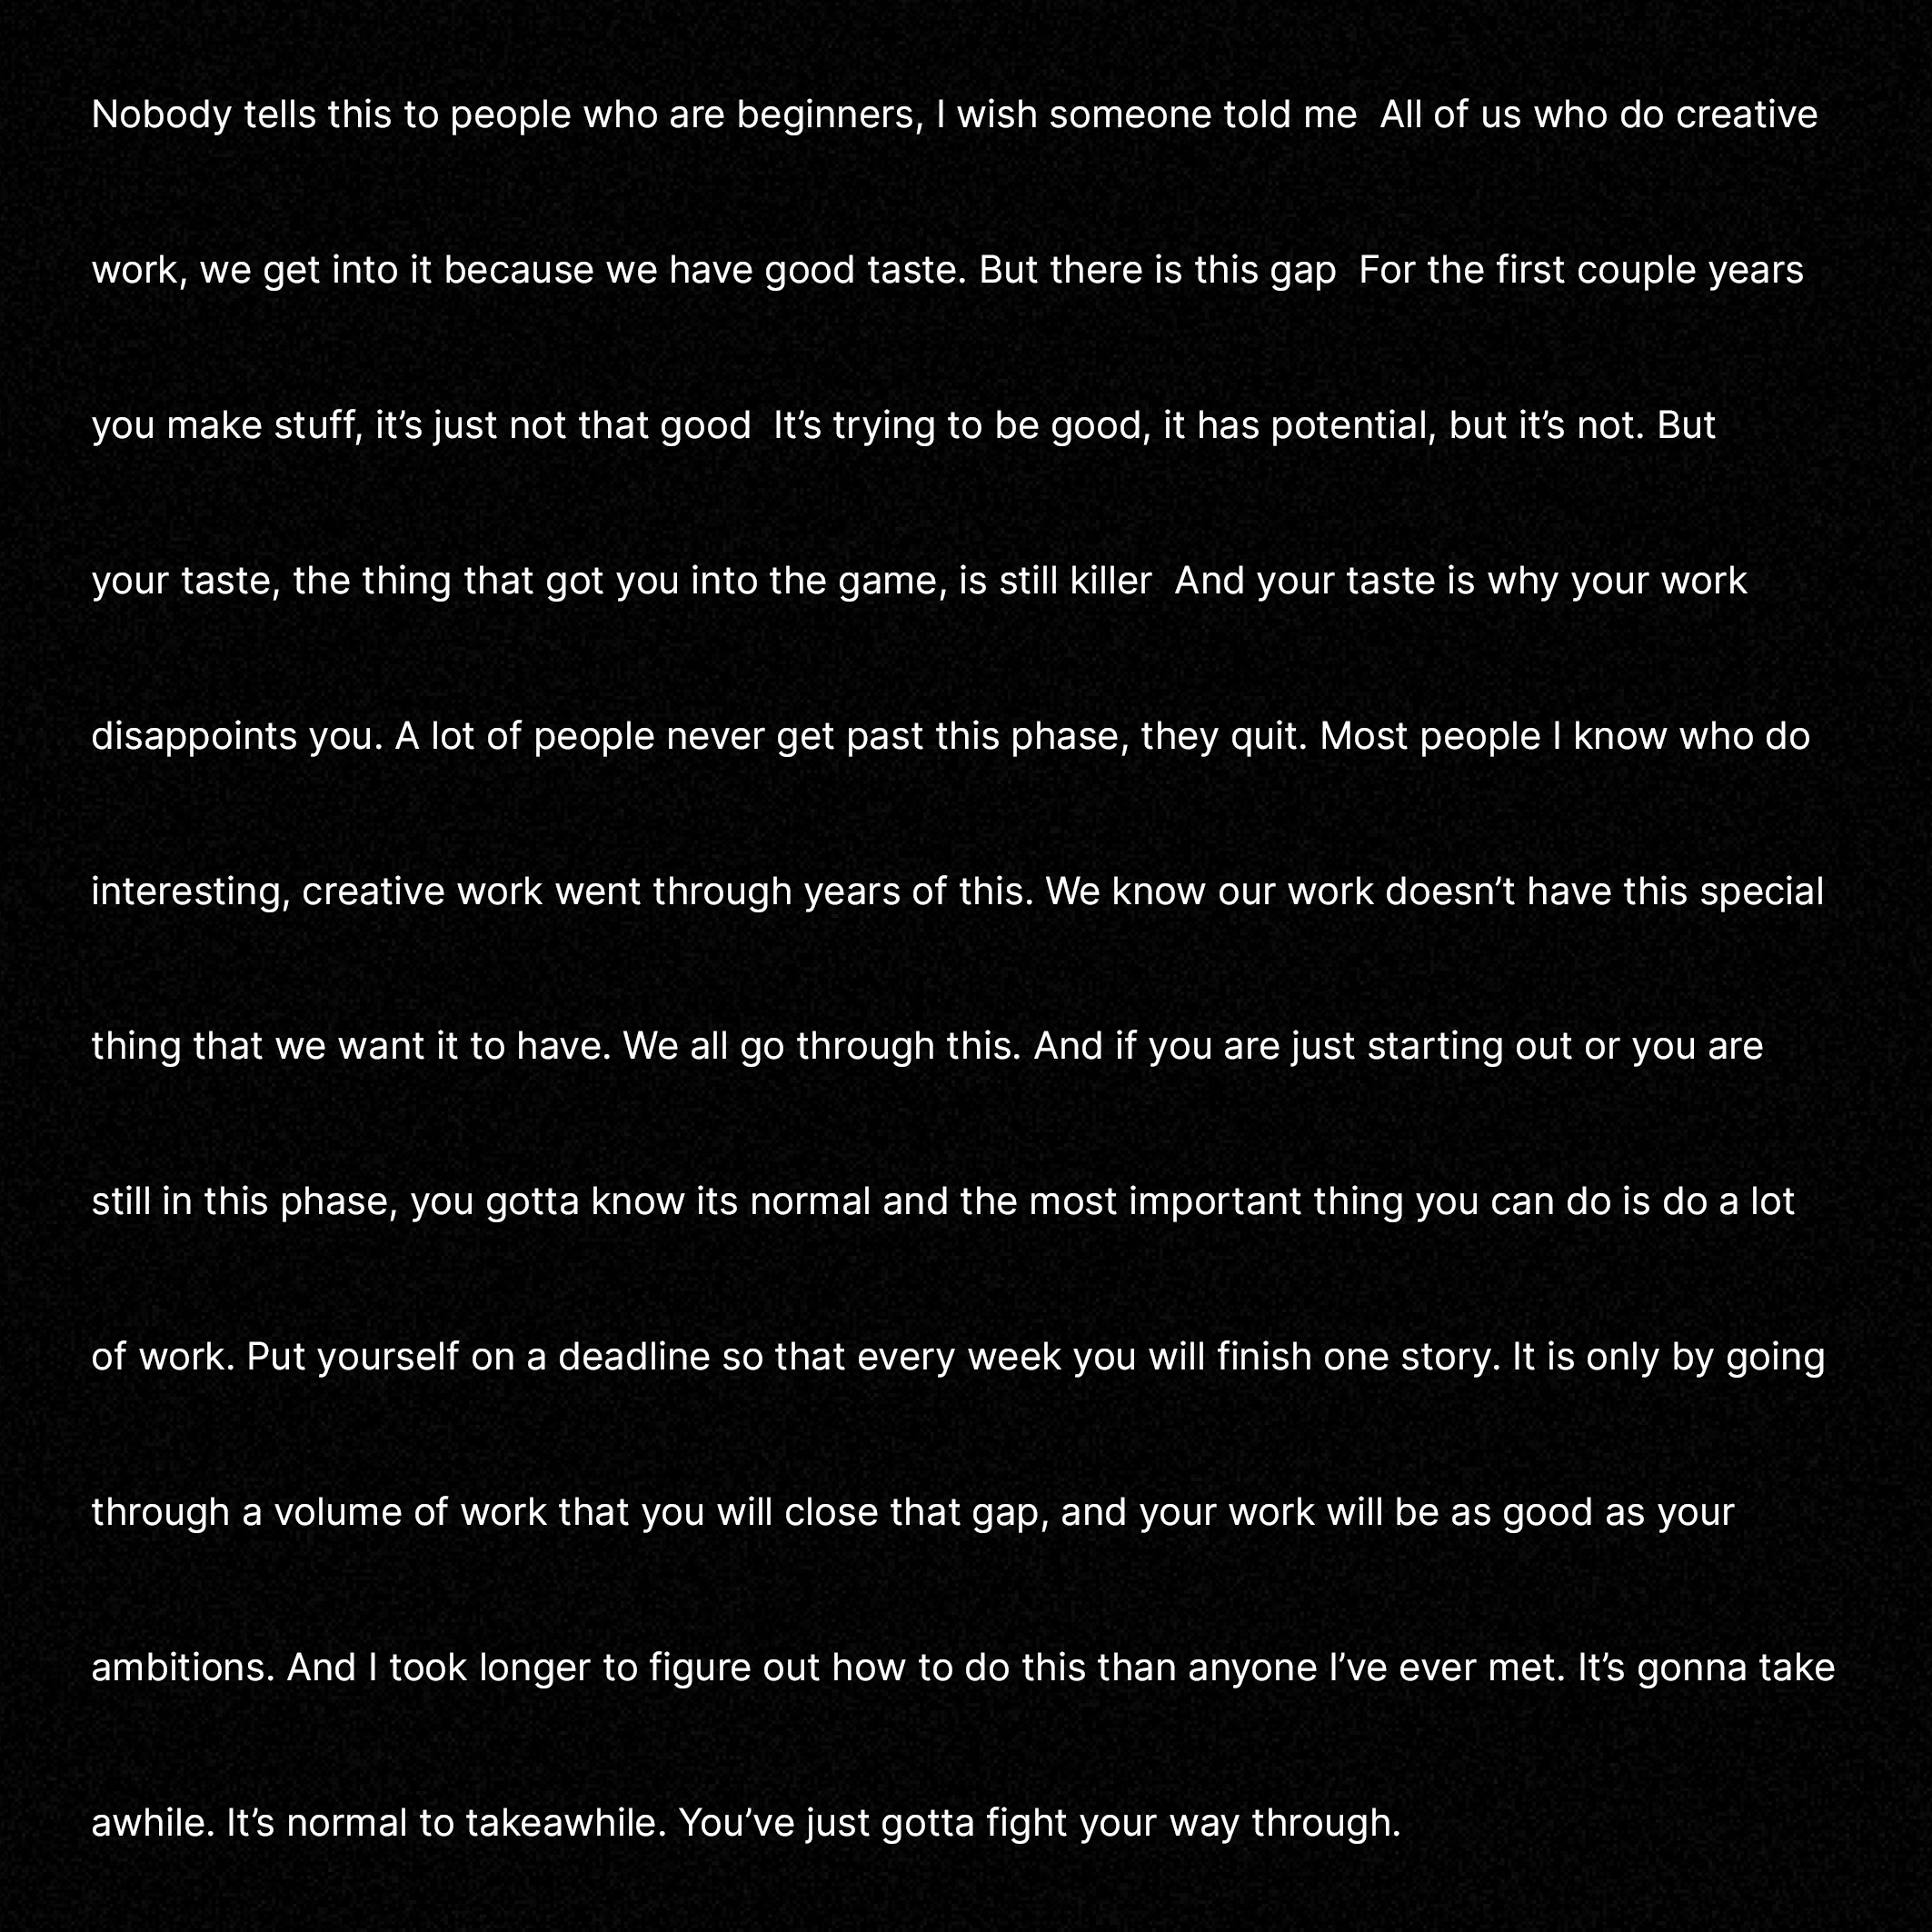 Nobody tells this to people who are beginners, I wish someone told me  All of us who do creative
work, we get into it because we have good taste. But there is this gap  For the first couple years
you make stuff, it’s just not that good  It’s trying to be good, it has potential, but it’s not. But
your taste, the thing that got you into the game, is still killer  And your taste is why your work
disappoints you. A lot of people never get past this phase, they quit. Most people I know who do
interesting, creative work went through years of this. We know our work doesn’t have this special
thing that we want it to have. We all go through this. And if you are just starting out or you are
still in this phase, you gotta know its normal and the most important thing you can do is do a lot
of work. Put yourself on a deadline so that every week you will finish one story. It is only by going
through a volume of work that you will close that gap, and your work will be as good as your
ambitions. And I took longer to figure out how to do this than anyone I’ve ever met. It’s gonna take
awhile. It’s normal to takeawhile. You’ve just gotta fight your way through.